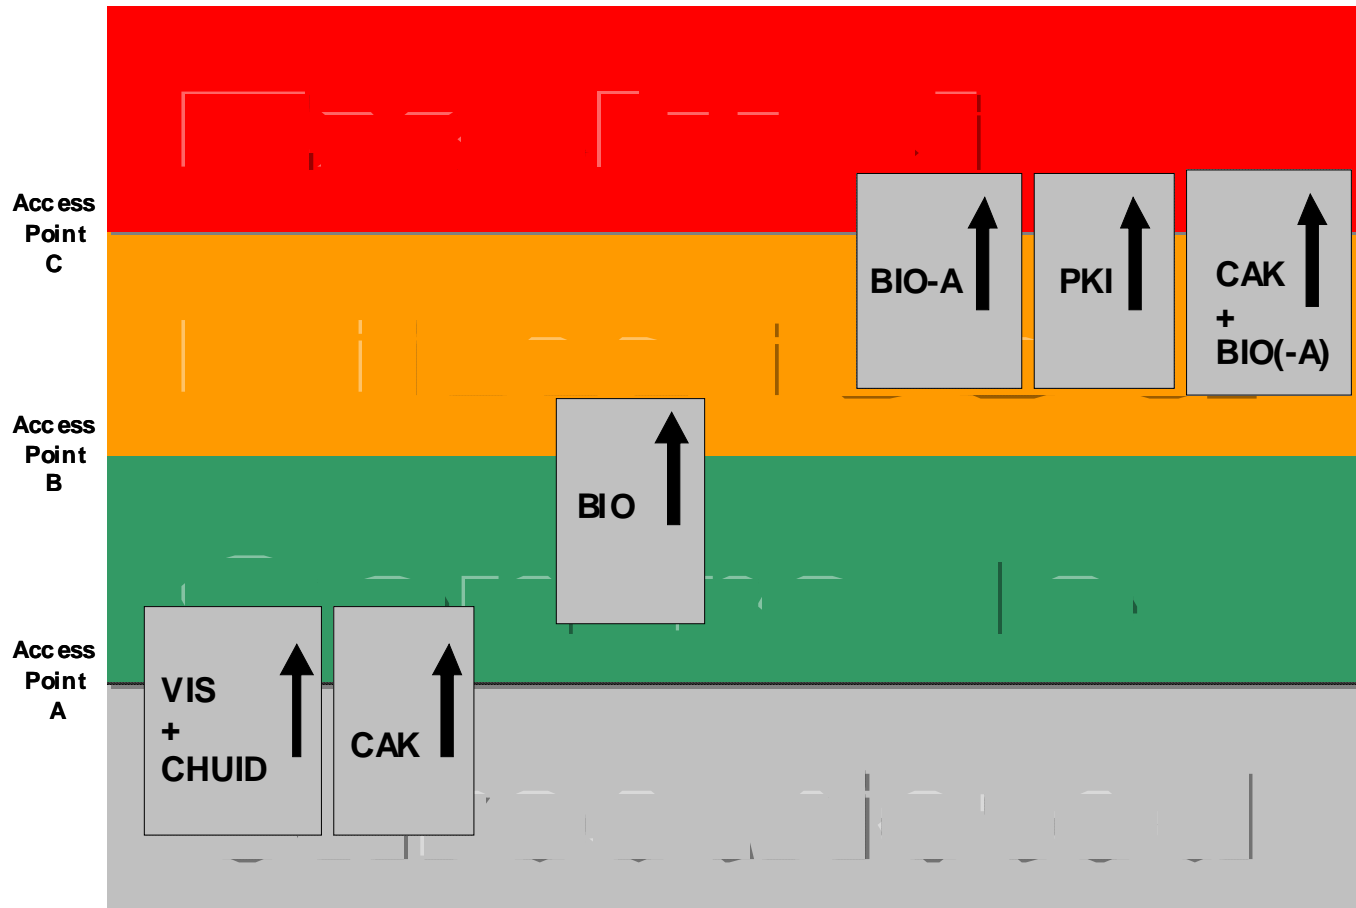 Access
Point
C
BIO-A
PKI
CAK
+
BIO(-A)
Access
Point
B
BIO
Access
Point
A
VIS
+
CHUID
CAK